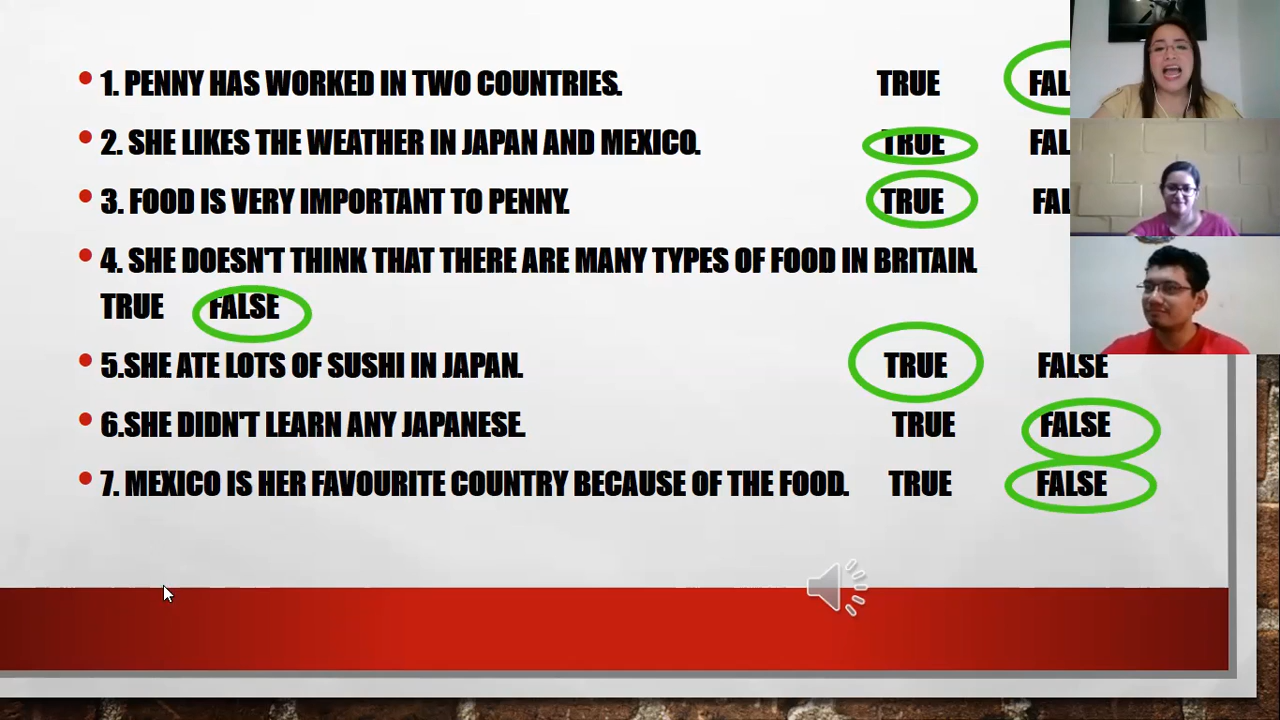 1. PENNY HAS WORKED IN TWO COUNTRIES. TRUE
2. SHE LIKES THE WEATHER IN JAPAN AND MEXICO. TRUE
3. FOOD IS VERY IMPORTANT TO PENNY. TRUE
4. SHE DOESN'T THINK THAT THERE ARE MANY TYPES OF FOOD IN BRITAIN.
TRUE FALSE
5.SHE ATE LOTS OF SUSHI IN JAPAN. TRUE FALSE
6.SHE DIDN'T LEARN ANY JAPANESE. TRUE FALSE
7. MEXICO IS HER FAVOURITE COUNTRY BECAUSE OF THE FOOD. TRUE FALSE